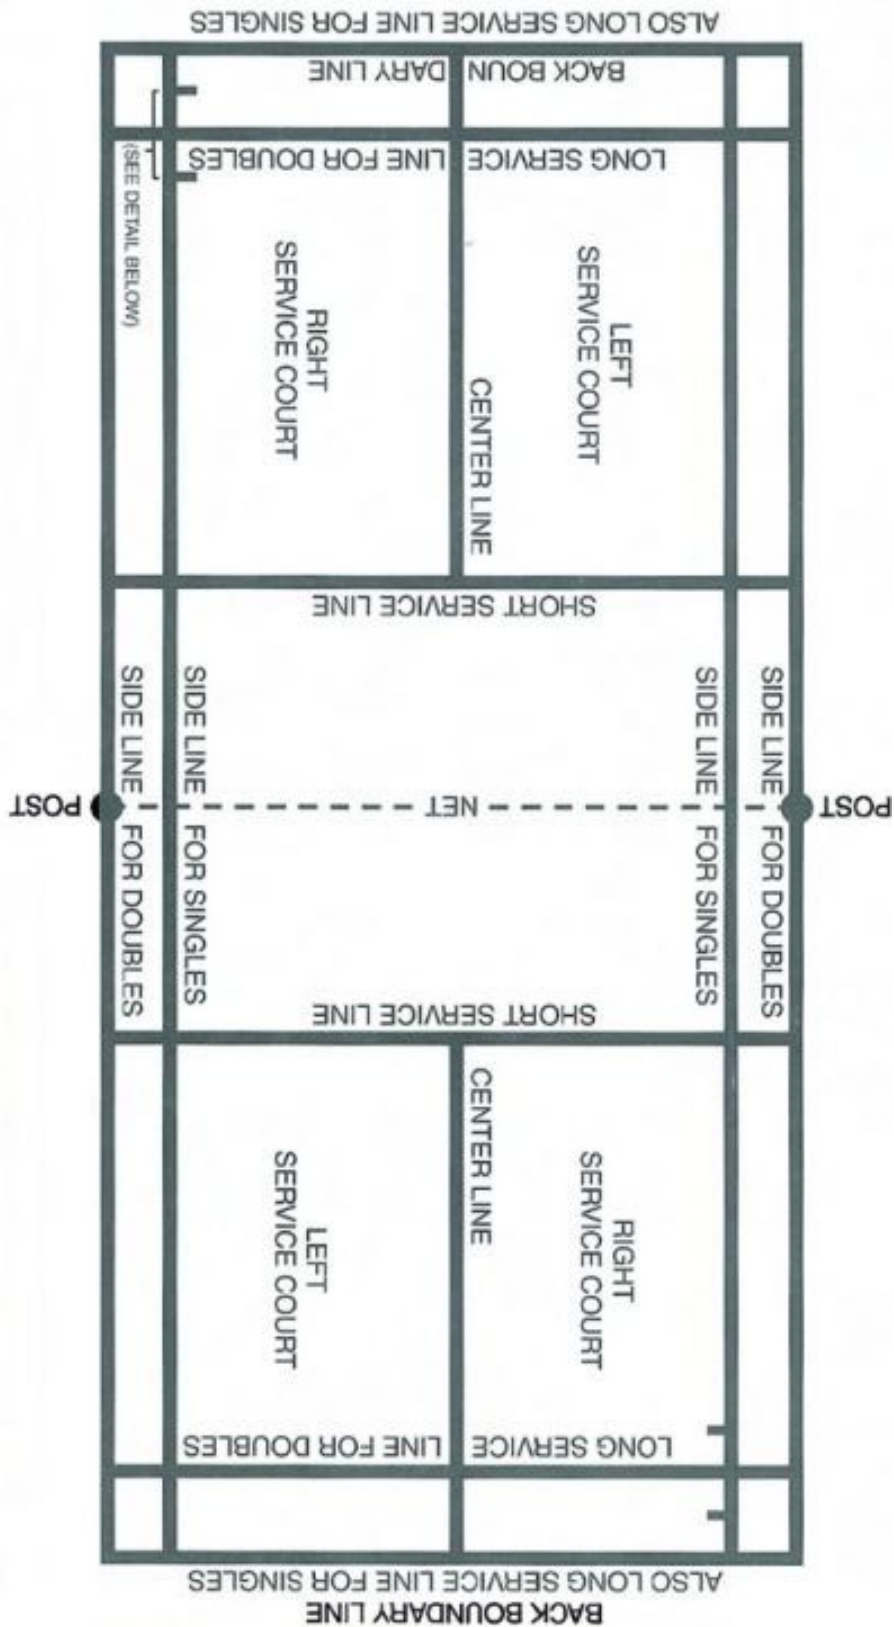 BACK BOUNDARY LINE
ALSO LONG SERVICE LINE FOR SINGLES
LONG SERVICE LINE FOR DOUBLES
RIGHT
SERVICE COURT
CENTER LINE
LEFT
SERVICE COURT
SHORT SERVICE LINE
SIDE LINE FOR DOUBLES
SIDE LINE FOR SINGLES
SIDE LINE FOR SINGLES
SIDE LINE FOR DOUBLES
POST
NET
POST
SHORT SERVICE LINE
LEFT
SERVICE COURT
CENTER LINE
RIGHT
SERVICE COURT
(SEE DETAIL BELOW)
LONG SERVICE LINE FOR DOUBLES
BACK BOUNDARY LINE
ALSO LONG SERVICE LINE FOR SINGLES